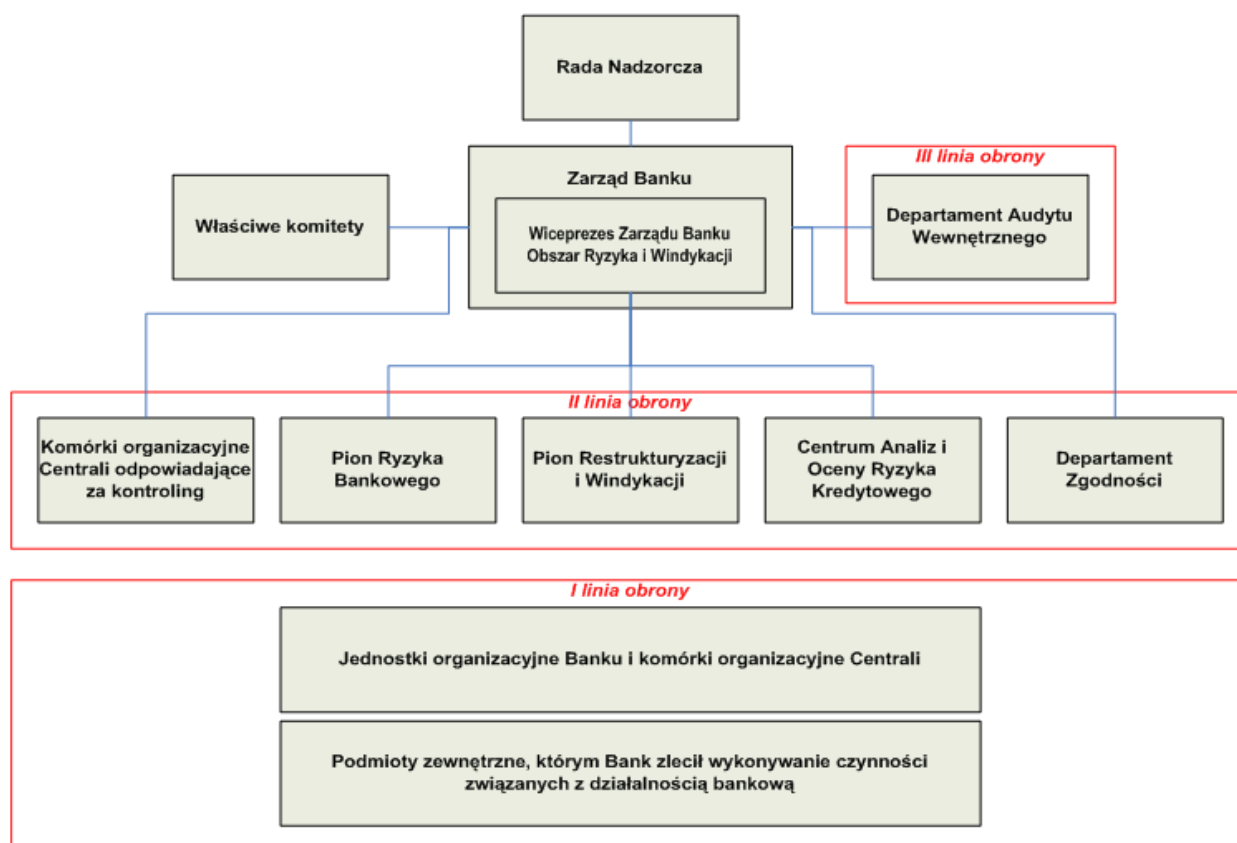 Rada Nadzorcza
III linia obrony
Zarząd Banku
Właściwe komitety
Wiceprezes Zarządu Banku
Obszar Ryzyka i Windykacji
Departament Audytu
Wewnętrznego
II linia obrony
Komórki organizacyjne
Centrali odpowiadające
za kontroling
Pion Ryzyka
Bankowego
Pion Restrukturyzacji
i Windykacji
Centrum Analiz i
Oceny Ryzyka
Kredytowego
Departament
Zgodności
I linia obrony
Jednostki organizacyjne Banku i komórki organizacyjne Centrali
Podmioty zewnętrzne, którym Bank zlecił wykonywanie czynności
związanych z działalnością bankową